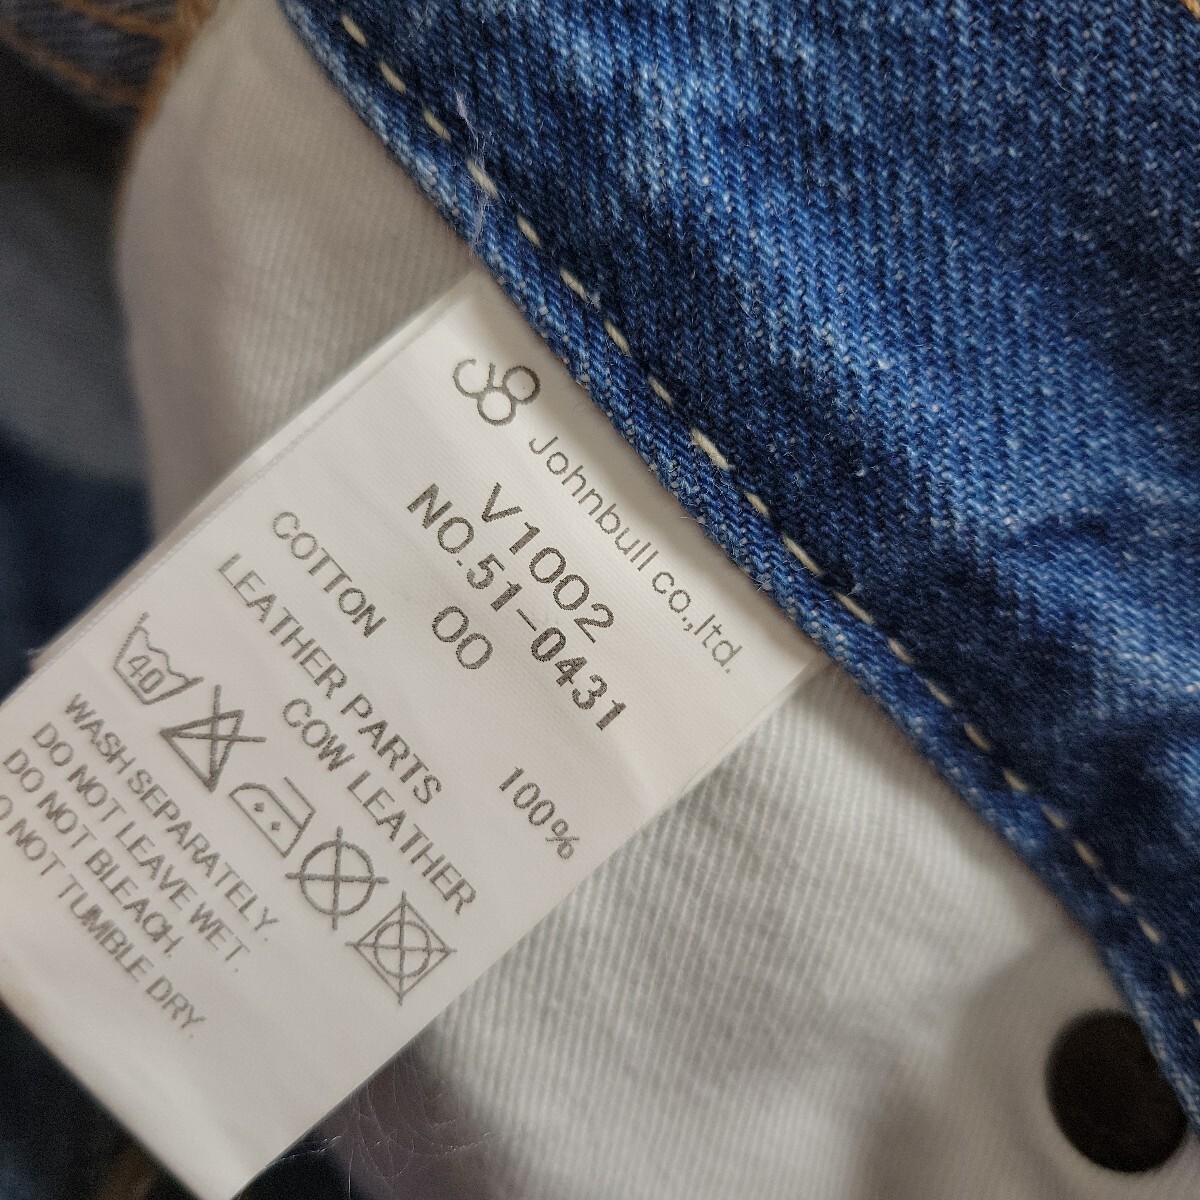 Johnbull co.,ltd.
V1002
NO.51-0431
00
COTTON 100%
LEATHER PARTS
COW LEATHER
40
WASH SEPARATELY.
DO NOT LEAVE WET.
DO NOT BLEACH.
NOT TUMBLE DRY.